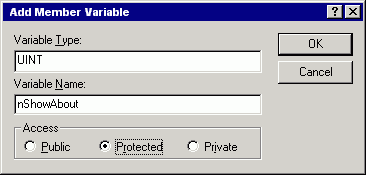 Add Member Variable
Variable Type:
OK
UINT
Cancel
Variable Name:
nShowAbout
Access
Public Protected Private